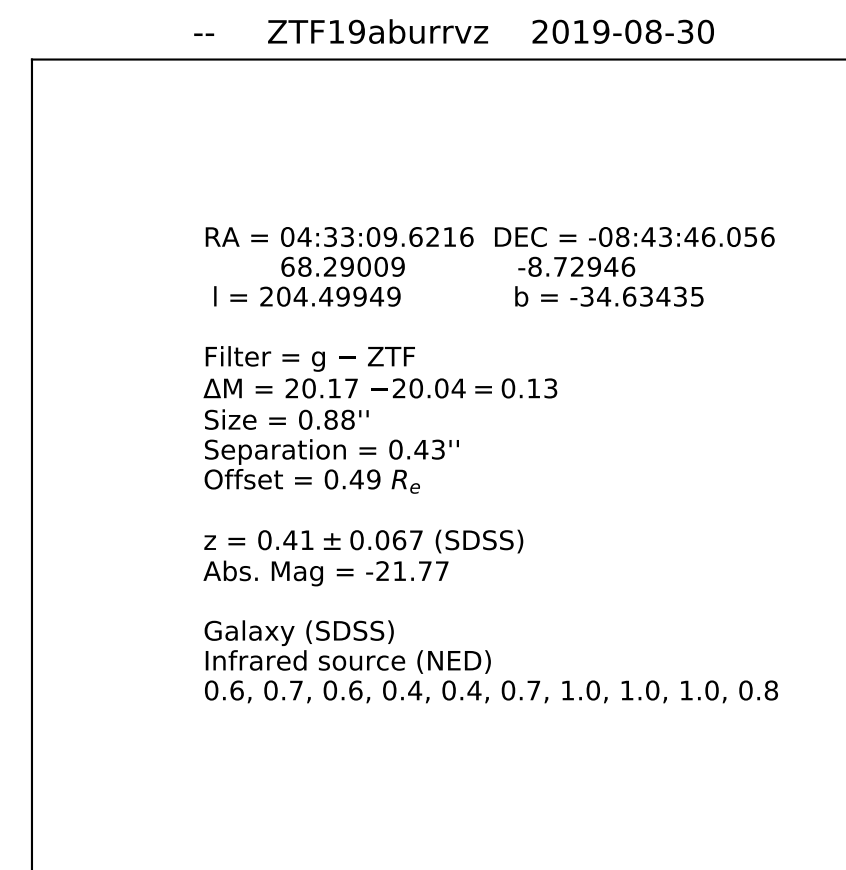 -- ZTF19aburrvz 2019-08-30
RA = 04:33:09.6216 DEC = -08:43:46.056
68.29009 -8.72946
l = 204.49949 b = -34.63435
Filter = g − ZTF
ΔM = 20.17 −20.04 = 0.13
Size = 0.88''
Separation = 0.43''
Offset = 0.49 Re
z = 0.41 ± 0.067 (SDSS)
Abs. Mag = -21.77
Galaxy (SDSS)
Infrared source (NED)
0.6, 0.7, 0.6, 0.4, 0.4, 0.7, 1.0, 1.0, 1.0, 0.8